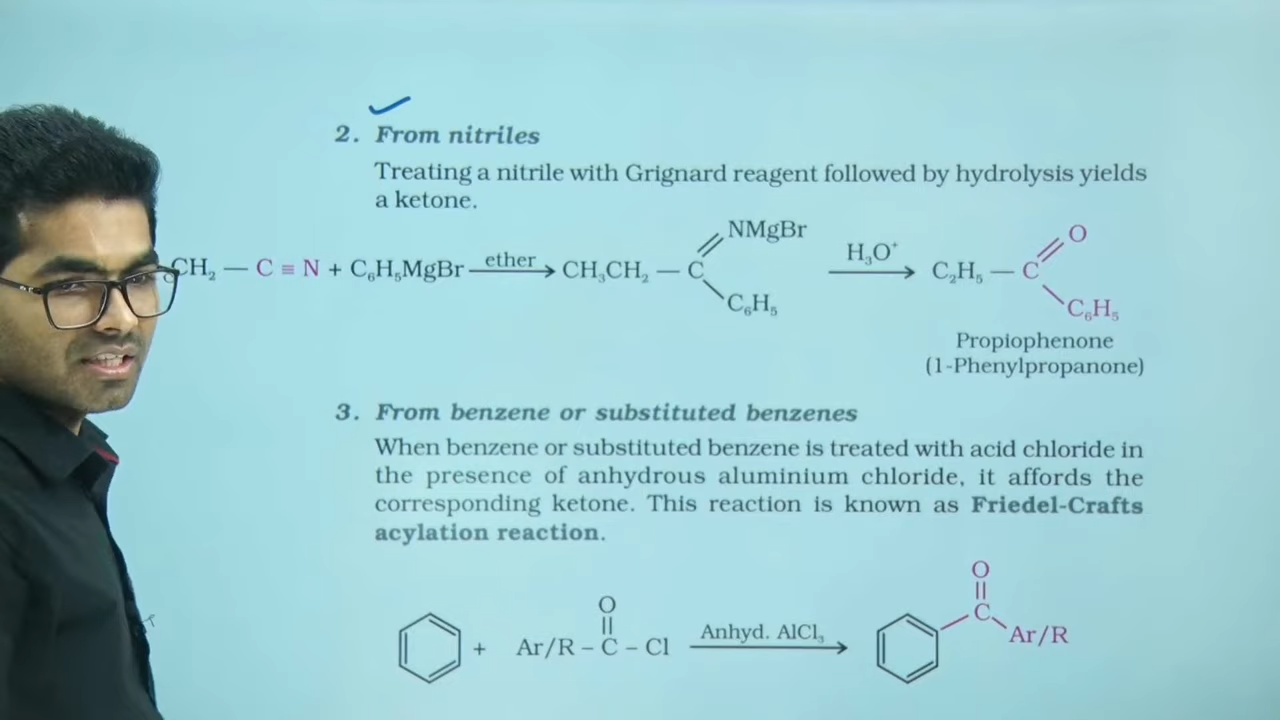 2. From nitriles
Treating a nitrile with Grignard reagent followed by hydrolysis yields
a ketone.
CH₂ — C ≡ N + C₆H₅MgBr ether → CH₃CH₂ — C NMgBr C₆H₅ H₃O⁺ → C₂H₅ — C O C₆H₅
Propiophenone
(1-Phenylpropanone)
3. From benzene or substituted benzenes
When benzene or substituted benzene is treated with acid chloride in
the presence of anhydrous aluminium chloride, it affords the
corresponding ketone. This reaction is known as Friedel-Crafts
acylation reaction.
+ Ar/R – C – Cl O Anhyd. AlCl₃ → O C Ar/R